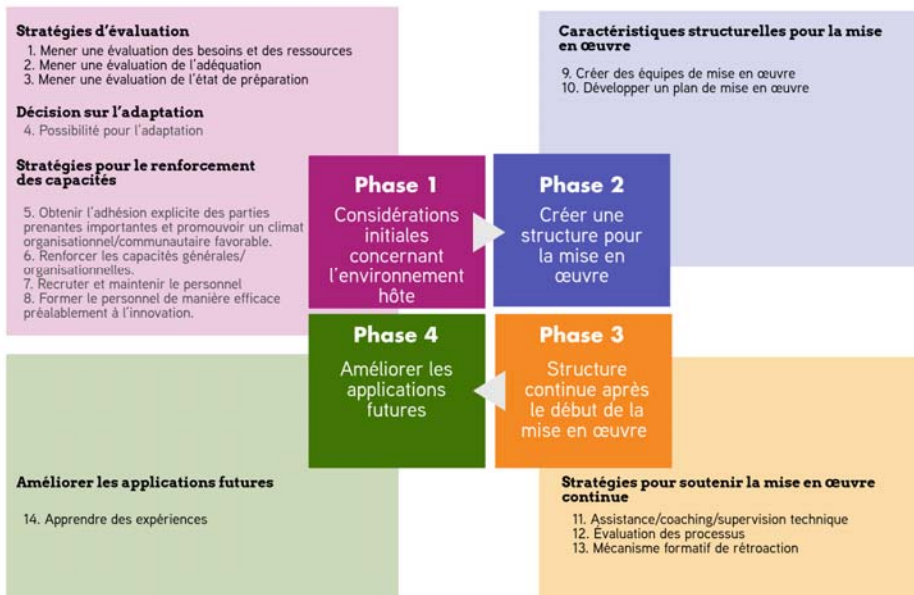 Stratégies d'évaluation
1. Mener une évaluation des besoins et des ressources
2. Mener une évaluation de l'adéquation
3. Mener une évaluation de l'état de préparation
Décision sur l'adaptation
4. Possibilité pour l'adaptation
Stratégies pour le renforcement
des capacités
5. Obtenir l'adhésion explicite des parties
prenantes importantes et promouvoir un climat
organisationnel/communautaire favorable.
6. Renforcer les capacités générales/
organisationnelles.
7. Recruter et maintenir le personnel
8. Former le personnel de manière efficace
préalablement à l'innovation.
Caractéristiques structurelles pour la mise
en œuvre
9. Créer des équipes de mise en œuvre
10. Développer un plan de mise en œuvre
Phase 1
Considérations
initiales
concernant
l'environnement
hôte
Phase 2
Créer une
structure pour
la mise en
œuvre
Phase 4
Améliorer les
applications
futures
Phase 3
Structure
continue après
le début de la
mise en œuvre
Améliorer les applications futures
14. Apprendre des expériences
Stratégies pour soutenir la mise en œuvre
continue
11. Assistance/coaching/supervision technique
12. Évaluation des processus
13. Mécanisme formatif de rétroaction